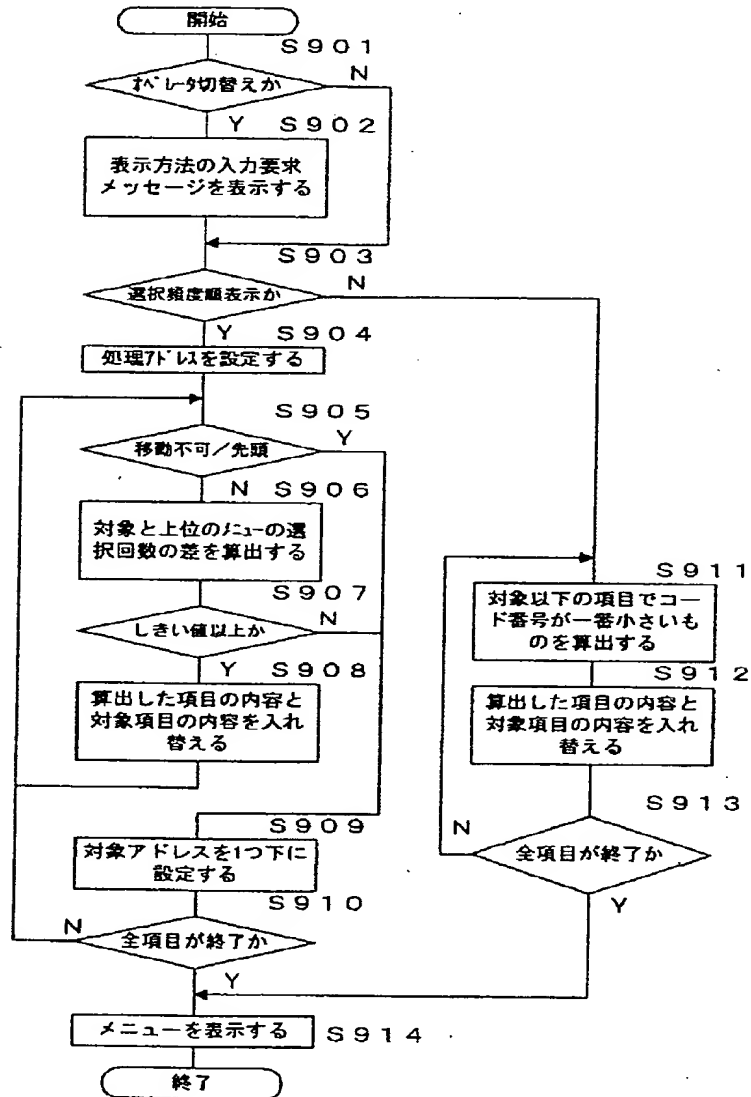 開始
S901
オペレータ切替えか
N
Y
S902
表示方法の入力要求
メッセージを表示する
S903
選択頻度順表示か
N
Y
S904
処理アドレスを設定する
S905
移動不可／先頭
Y
N
S906
対象と上位のメニューの選
択回数の差を算出する
S907
しきい値以上か
N
Y
S908
算出した項目の内容と
対象項目の内容を入れ
替える
S909
対象アドレスを1つ下に
設定する
S910
N
全項目が終了か
Y
S911
対象以下の項目でコー
ド番号が一番小さいも
のを算出する
S912
算出した項目の内容と
対象項目の内容を入れ
替える
S913
N
全項目が終了か
Y
メニューを表示する
S914
終了